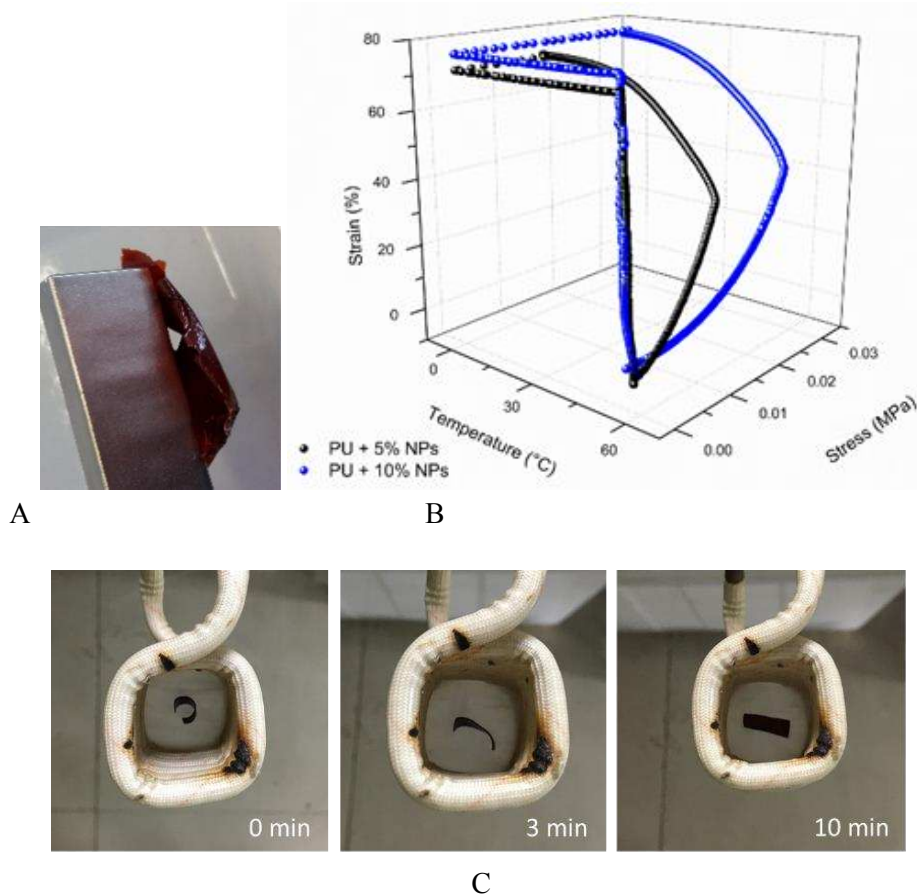 80
60
40
20
0
Strain (%)
0
30
60
Temperature (°C)
0.00
0.01
0.02
0.03
Stress (MPa)
PU + 5% NPs
PU + 10% NPs
A
B
0 min
3 min
10 min
C